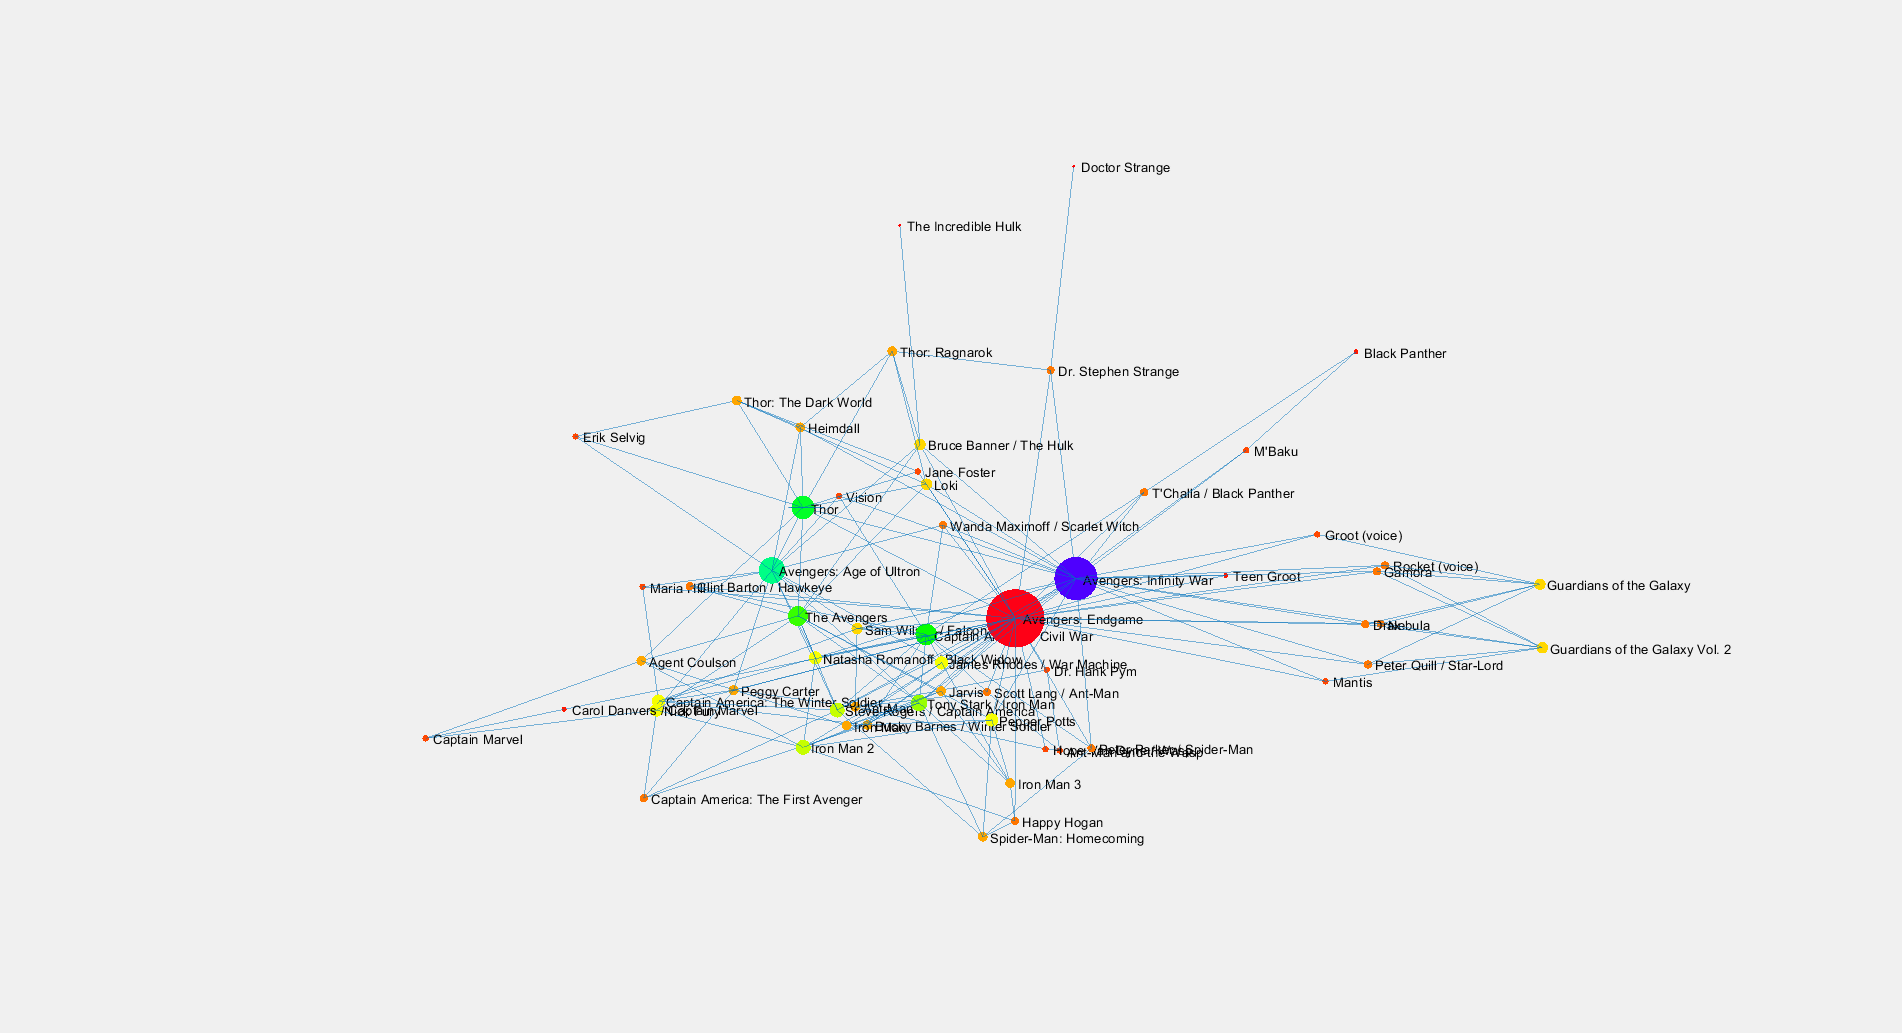 Doctor Strange
The Incredible Hulk
Thor: Ragnarok
Black Panther
Dr. Stephen Strange
Thor: The Dark World
Heimdall
Erik Selvig
Bruce Banner / The Hulk
M'Baku
Jane Foster
Loki
T'Challa / Black Panther
Vision
Thor
Wanda Maximoff / Scarlet Witch
Groot (voice)
Rocket (voice)
Gamora
Avengers: Age of Ultron
Teen Groot
Avengers: Infinity War
Guardians of the Galaxy
Maria
Clint Barton / Hawkeye
The Avengers
Avengers: Endgame
Nebula
Sam / Falcon
Captain Civil War
Guardians of the Galaxy Vol. 2
Natasha Romanoff / Black Widow
Agent Coulson
James Rhodes / War Machine
Peter Quill / Star-Lord
Dr. Hank Pym
Mantis
Peggy Carter
Jarvis
Scott Lang / Ant-Man
Captain America: The Winter Soldier
Tony Stark / Iron Man
Carol Danvers / Captain Marvel
Nick Fury
Steve Rogers / Captain America
Pepper Potts
Iron Man
Bucky Barnes / Winter Soldier
Captain Marvel
Iron Man 2
Peter Parker / Spider-Man
Ant-Man and the Wasp
Iron Man 3
Captain America: The First Avenger
Happy Hogan
Spider-Man: Homecoming